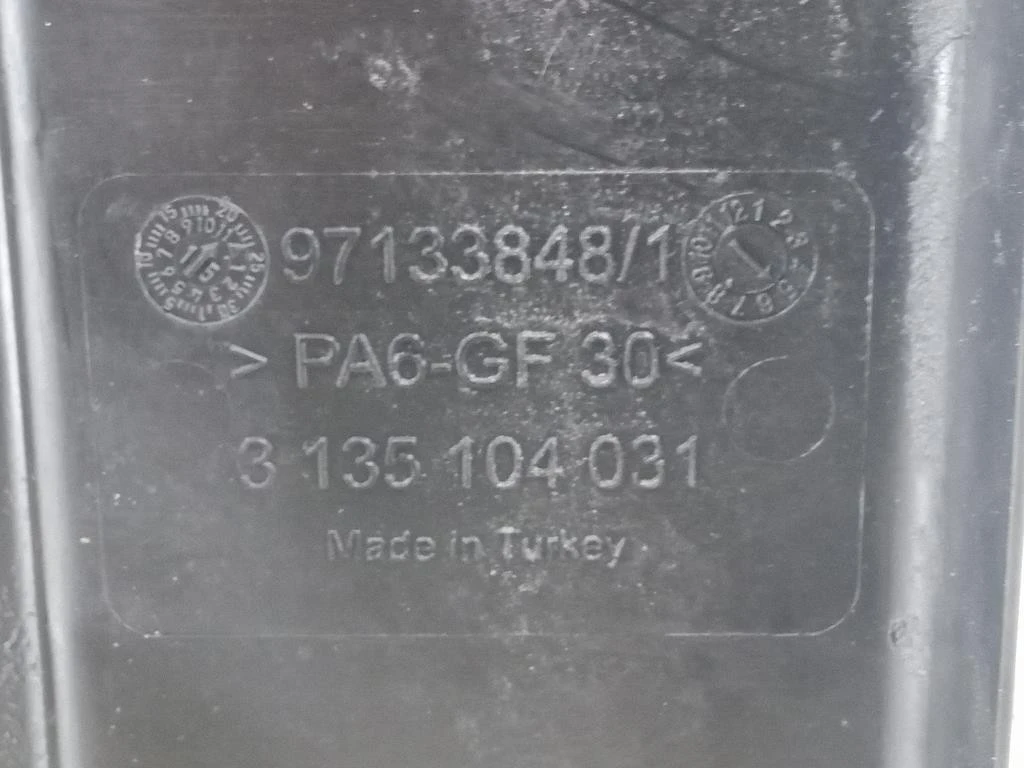 97133848/1
> PA6-GF 30<
3 135 104 031
Made in Turkey